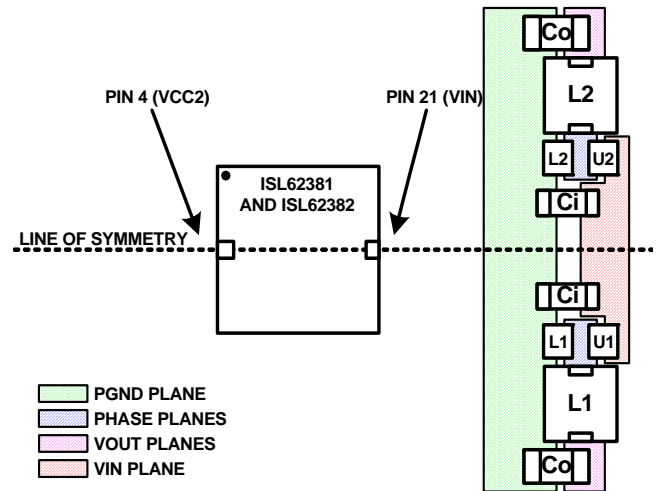 Co
L2
PIN 4 (VCC2)
PIN 21 (VIN)
L2
U2
ISL62381
AND ISL62382
Ci
LINE OF SYMMETRY
Ci
L1
U1
PGND PLANE
L1
PHASE PLANES
VOUT PLANES
VIN PLANE
Co